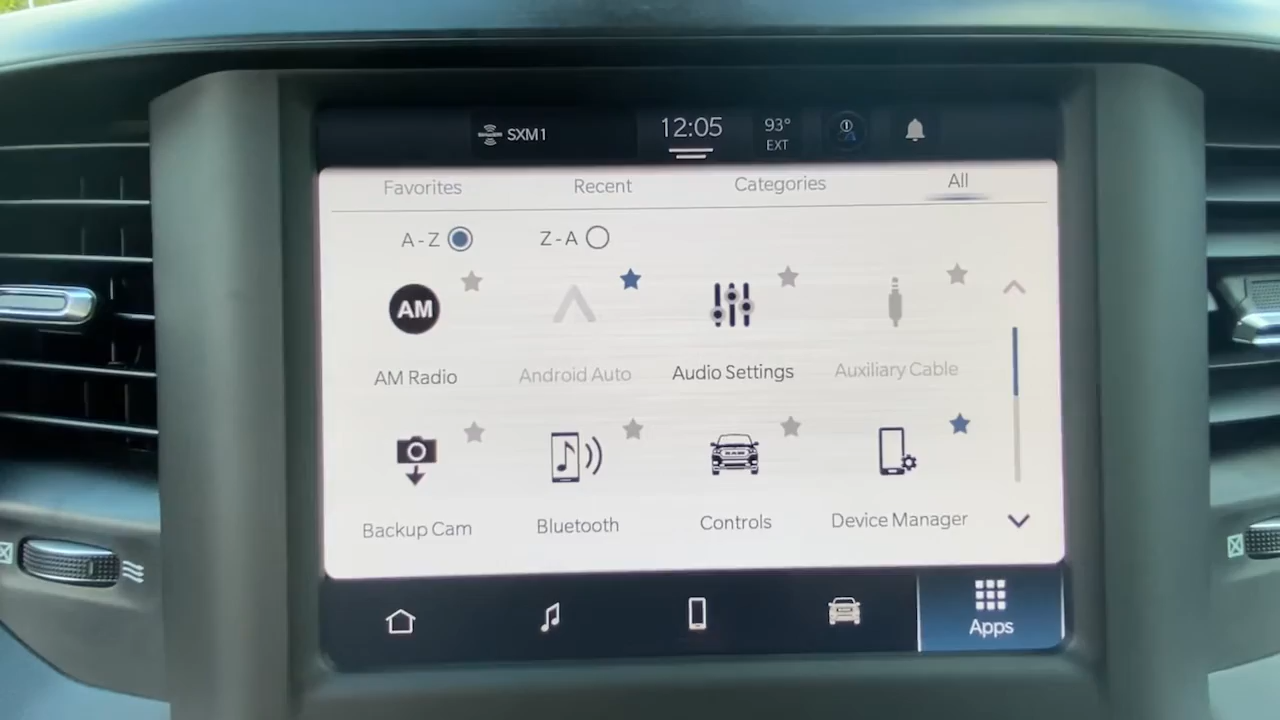 SXM1
12:05
93°
EXT
Favorites
Recent
Categories
All
A-Z
Z-A
AM
AM Radio
Android Auto
Audio Settings
Auxiliary Cable
Backup Cam
Bluetooth
Controls
Device Manager
Apps